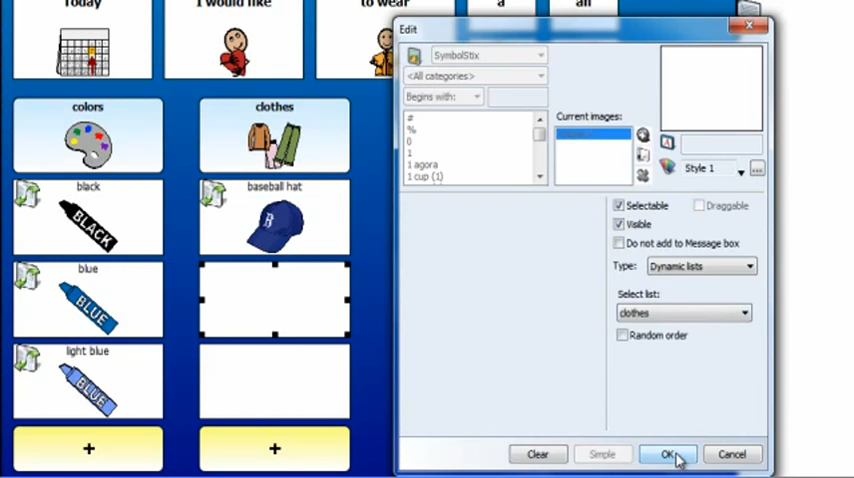 Today
I would like
to wear
a
an
colors
clothes
black
BLACK
baseball hat
B
blue
BLUE
light blue
BLUE
+
+
Edit
SymbolStix
<All categories>
Begins with:
#
%
0
1
1 agora
1 cup (1)
Current images:
Style 1
...
Selectable
Draggable
Visible
Do not add to Message box
Type:
Dynamic lists
Select list:
clothes
Random order
Clear
Simple
OK
Cancel